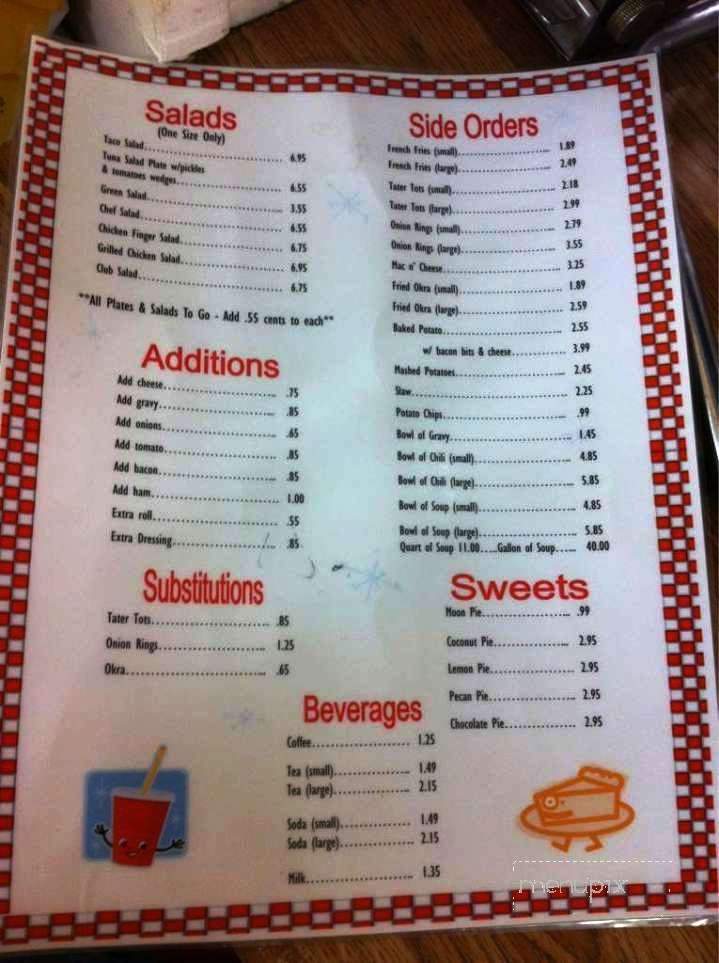 Salads
(One Size Only)
Taco Salad.................................... 6.95
Tuna Salad Plate w/pickles
& tomatoes wedges........................... 6.55
Green Salad.................................... 3.55
Chef Salad..................................... 6.55
Chicken Finger Salad........................... 6.75
Grilled Chicken Salad........................... 6.95
Club Salad..................................... 6.75
**All Plates & Salads To Go - Add .55 cents to each**
Additions
Add cheese............................ .75
Add gravy............................. .85
Add onions............................ .65
Add tomato............................ .85
Add bacon............................. .85
Add ham............................... 1.00
Extra roll............................... .55
Extra Dressing......................... .85
Substitutions
Tater Tots............................. .85
Onion Rings........................... 1.25
Okra.................................... .65
Side Orders
French Fries (small)....................... 1.89
French Fries (large)....................... 2.49
Tater Tots (small)......................... 2.18
Tater Tots (large)......................... 2.99
Onion Rings (small)....................... 2.79
Onion Rings (large)....................... 3.55
Mac n' Cheese............................. 3.25
Fried Okra (small)......................... 1.89
Fried Okra (large)......................... 2.59
Baked Potato............................... 2.55
w/ bacon bits & cheese............. 3.99
Mashed Potatoes........................... 2.45
Slaw........................................ 2.25
Potato Chips............................... .99
Bowl of Gravy.............................. 1.45
Bowl of Chili (small)...................... 4.85
Bowl of Chili (large)...................... 5.85
Bowl of Soup (small)...................... 4.85
Bowl of Soup (large)...................... 5.85
Quart of Soup 11.00.....Gallon of Soup...... 40.00
Sweets
Moon Pie..................... .99
Coconut Pie................... 2.95
Lemon Pie..................... 2.95
Pecan Pie..................... 2.95
Chocolate Pie................. 2.95
Beverages
Coffee........................ 1.25
Tea (small)................... 1.49
Tea (large)................... 2.15
Soda (small)................. 1.49
Soda (large)................. 2.15
Milk.......................... 1.35
menupix